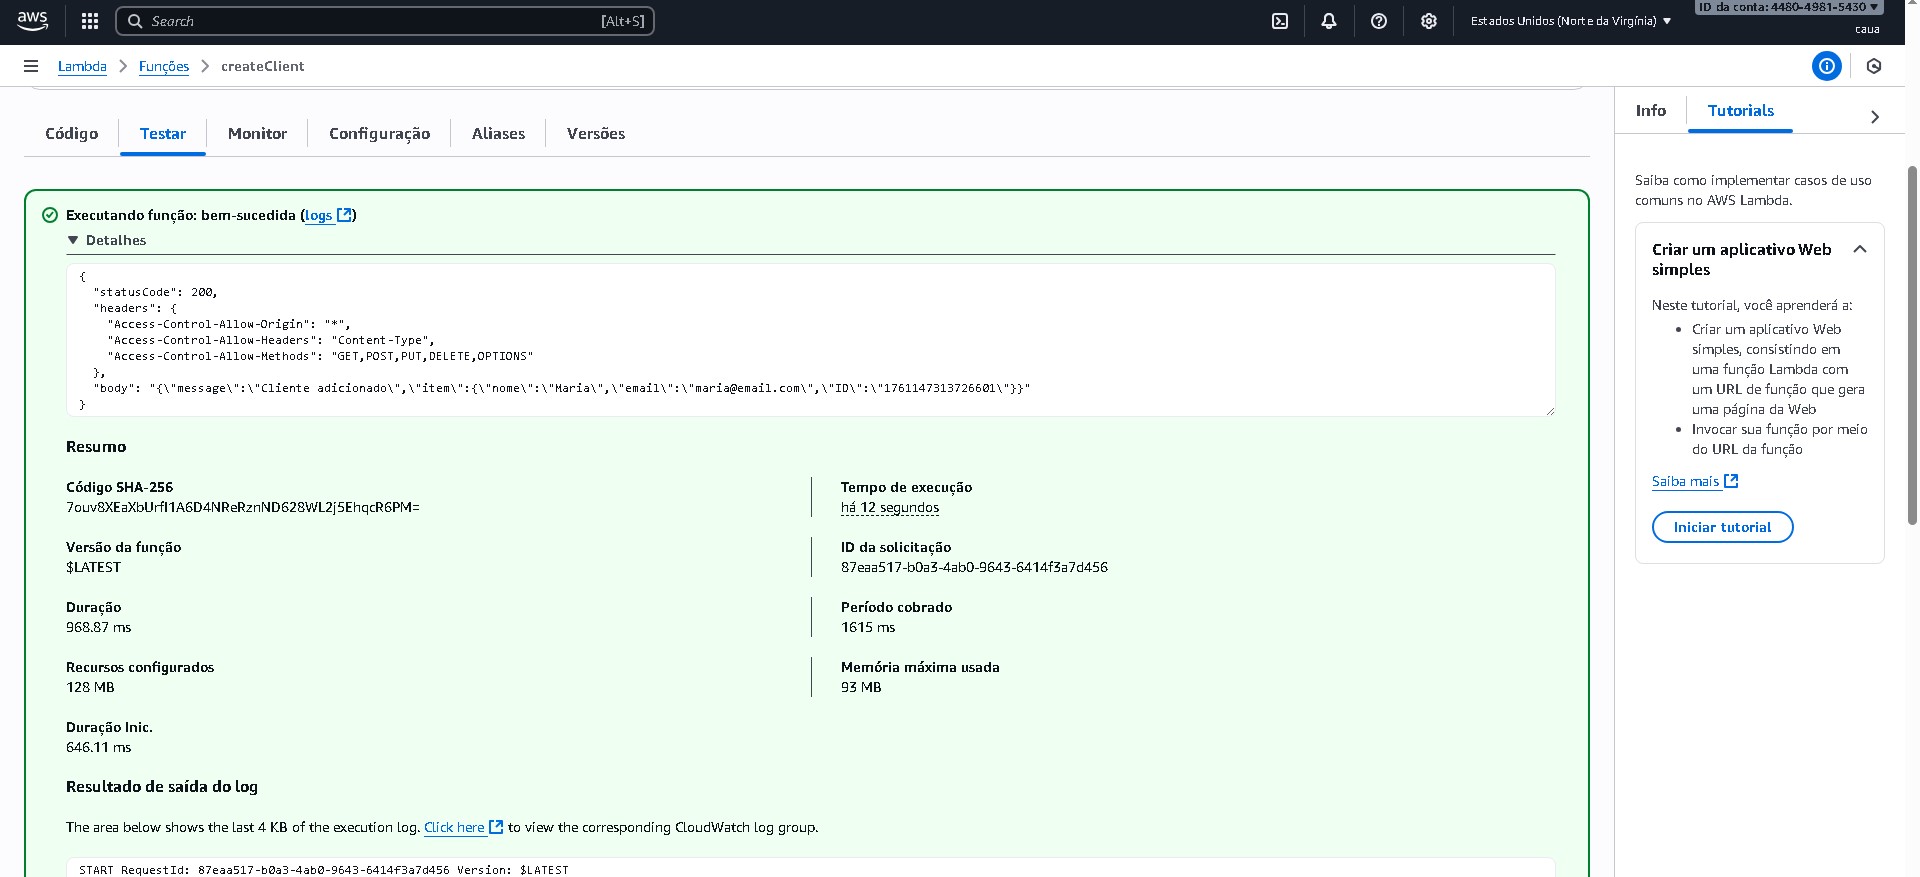 aws
Search
[Alt+S]
Estados Unidos (Norte da Virgínia) ▼
ID da conta: 4480-4981-5430 ▼
caua
Lambda > Funções > createClient
Código
Testar
Monitor
Configuração
Aliases
Versões
Executando função: bem-sucedida (logs)
▼ Detalhes
{
"statusCode": 200,
"headers": {
"Access-Control-Allow-Origin": "*",
"Access-Control-Allow-Headers": "Content-Type",
"Access-Control-Allow-Methods": "GET,POST,PUT,DELETE,OPTIONS"
},
"body": "{\"message\":\"Cliente adicionado\",\"item\":{\"nome\":\"Maria\",\"email\":\"maria@email.com\",\"ID\":\"1761147313726601\"}}"
}
Resumo
Código SHA-256
7ouv8XEaXbUrfI1A6D4NReRznND628WL2j5EhqcR6PM=
Tempo de execução
há 12 segundos
Versão da função
$LATEST
ID da solicitação
87eaa517-b0a3-4ab0-9643-6414f3a7d456
Duração
968.87 ms
Período cobrado
1615 ms
Recursos configurados
128 MB
Memória máxima usada
93 MB
Duração Inic.
646.11 ms
Resultado de saída do log
The area below shows the last 4 KB of the execution log. Click here to view the corresponding CloudWatch log group.
START RequestId: 87eaa517-b0a3-4ab0-9643-6414f3a7d456 Version: $LATEST
Info
Tutorials
Saiba como implementar casos de uso
comuns no AWS Lambda.
Criar um aplicativo Web
simples
Neste tutorial, você aprenderá a:
• Criar um aplicativo Web
simples, consistindo em
uma função Lambda com
um URL de função que gera
uma página da Web
• Invocar sua função por meio
do URL da função
Saiba mais
Iniciar tutorial